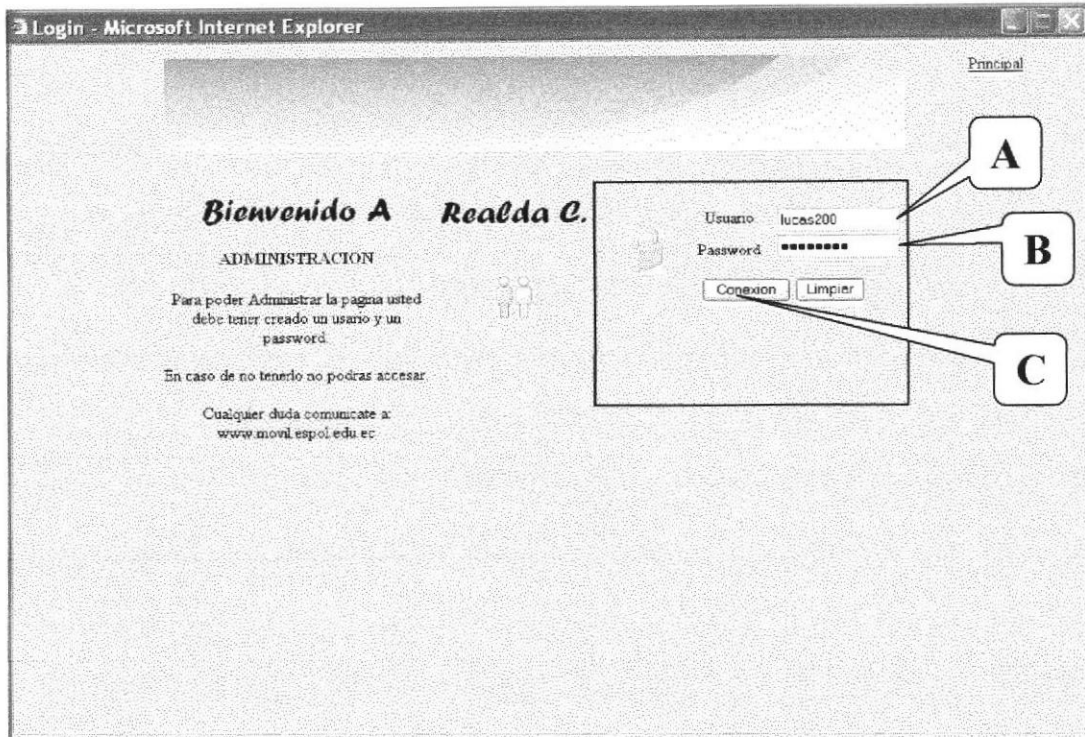 Login - Microsoft Internet Explorer
Principal
A
Bienvenido A Realda C.
Usuario lucas200
Password ••••••••
B
ADMINISTRACION
Conexion Limpiar
Para poder Administrar la pagina usted
debe tener creado un usario y un
password
C
En caso de no tenerlo no podras accesar.
Cualquier duda comunicate a:
www.movil.espol.edu.ec